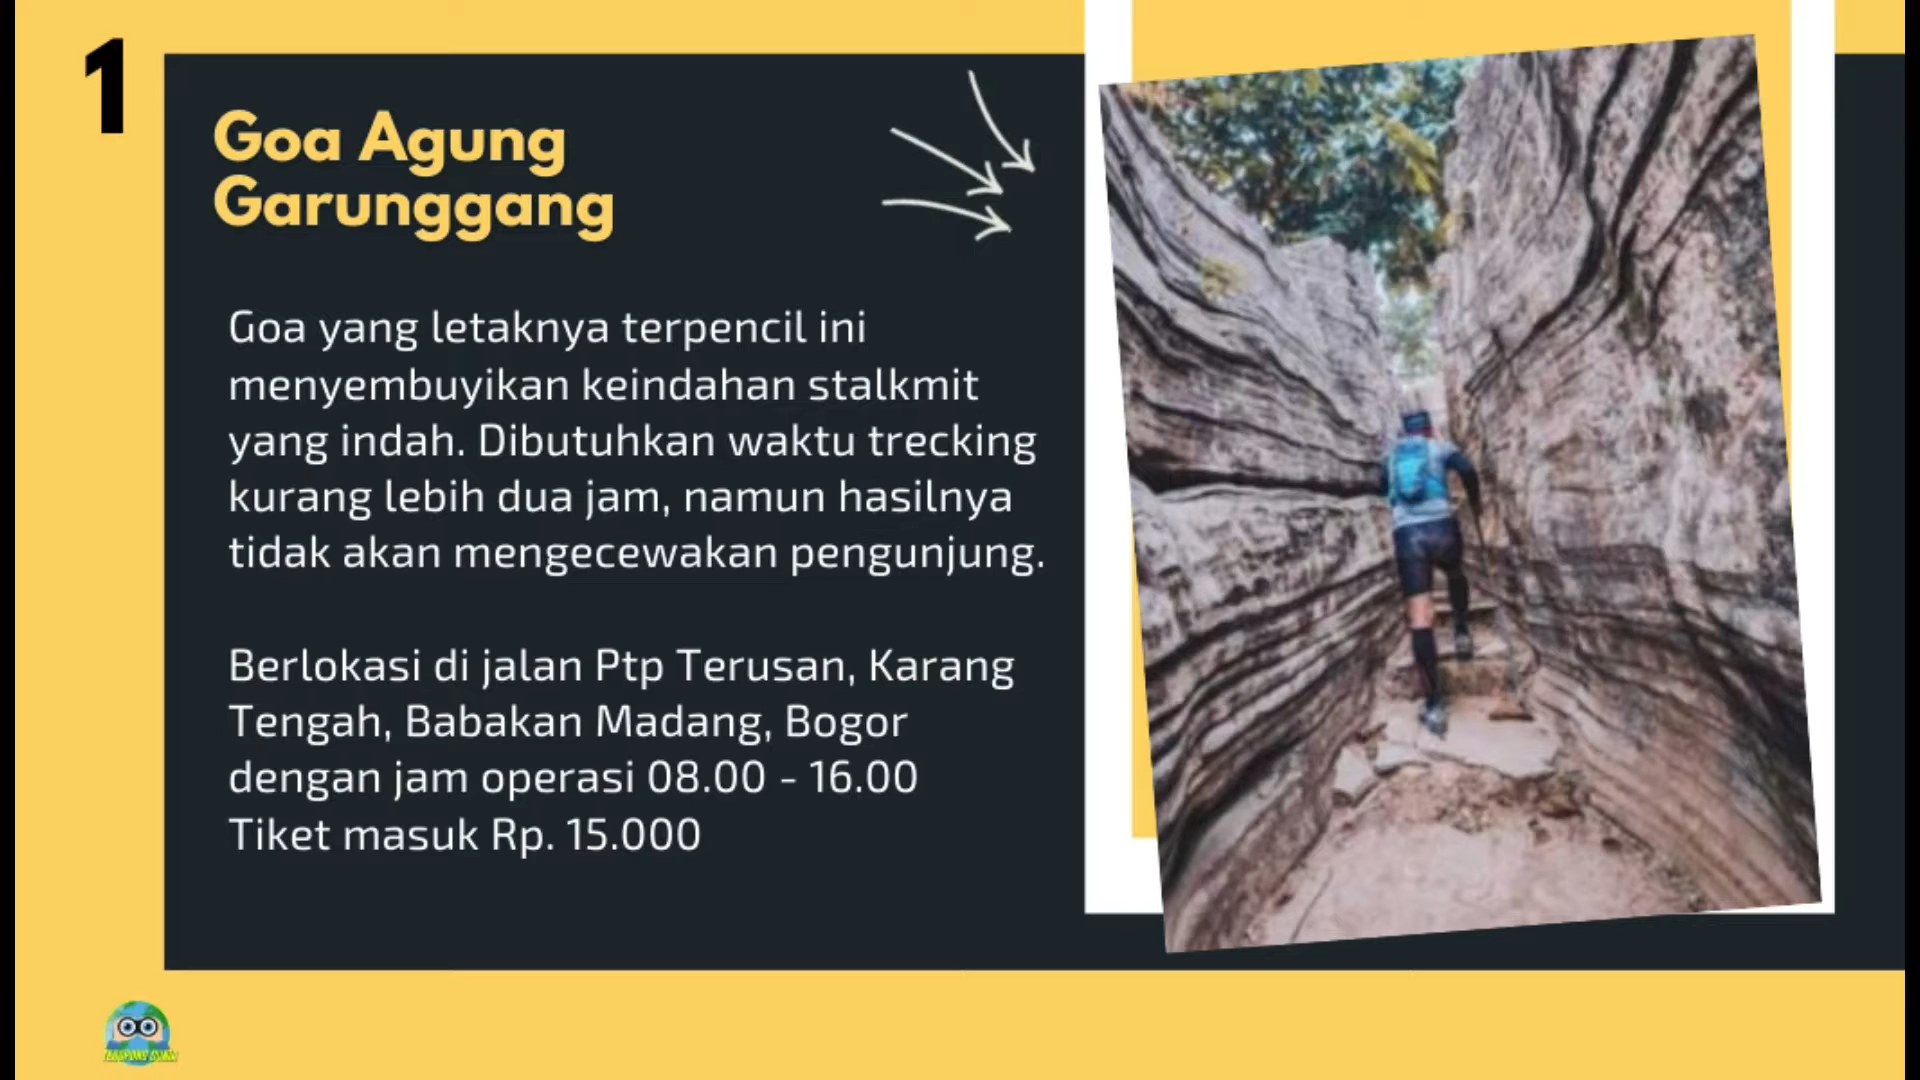 1
Goa Agung
Garunggang
Goa yang letaknya terpencil ini
menyembuyikan keindahan stalkmit
yang indah. Dibutuhkan waktu trecking
kurang lebih dua jam, namun hasilnya
tidak akan mengecewakan pengunjung.
Berlokasi di jalan Ptp Terusan, Karang
Tengah, Babakan Madang, Bogor
dengan jam operasi 08.00 - 16.00
Tiket masuk Rp. 15.000